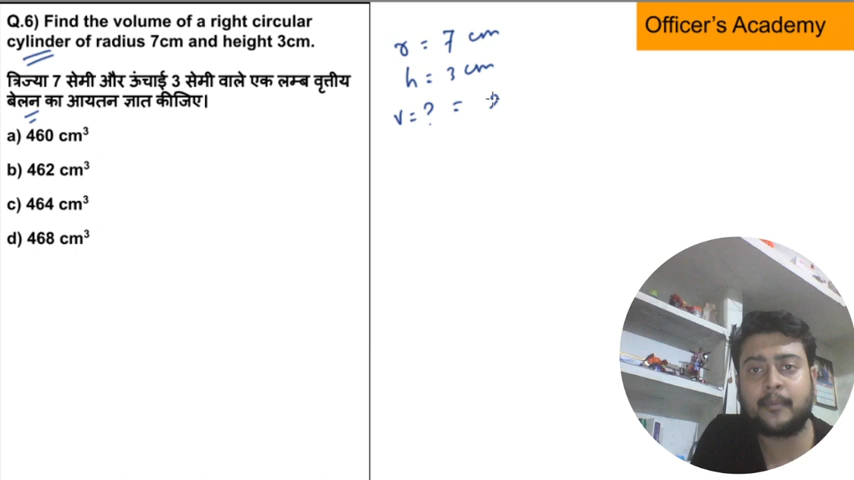 Q.6) Find the volume of a right circular
cylinder of radius 7cm and height 3cm.
त्रिज्या 7 सेमी और ऊंचाई 3 सेमी वाले एक लम्ब वृत्तीय
बेलन का आयतन ज्ञात कीजिए।
a) 460 cm³
b) 462 cm³
c) 464 cm³
d) 468 cm³
r = 7 cm
h = 3 cm
V = ? =
Officer's Academy